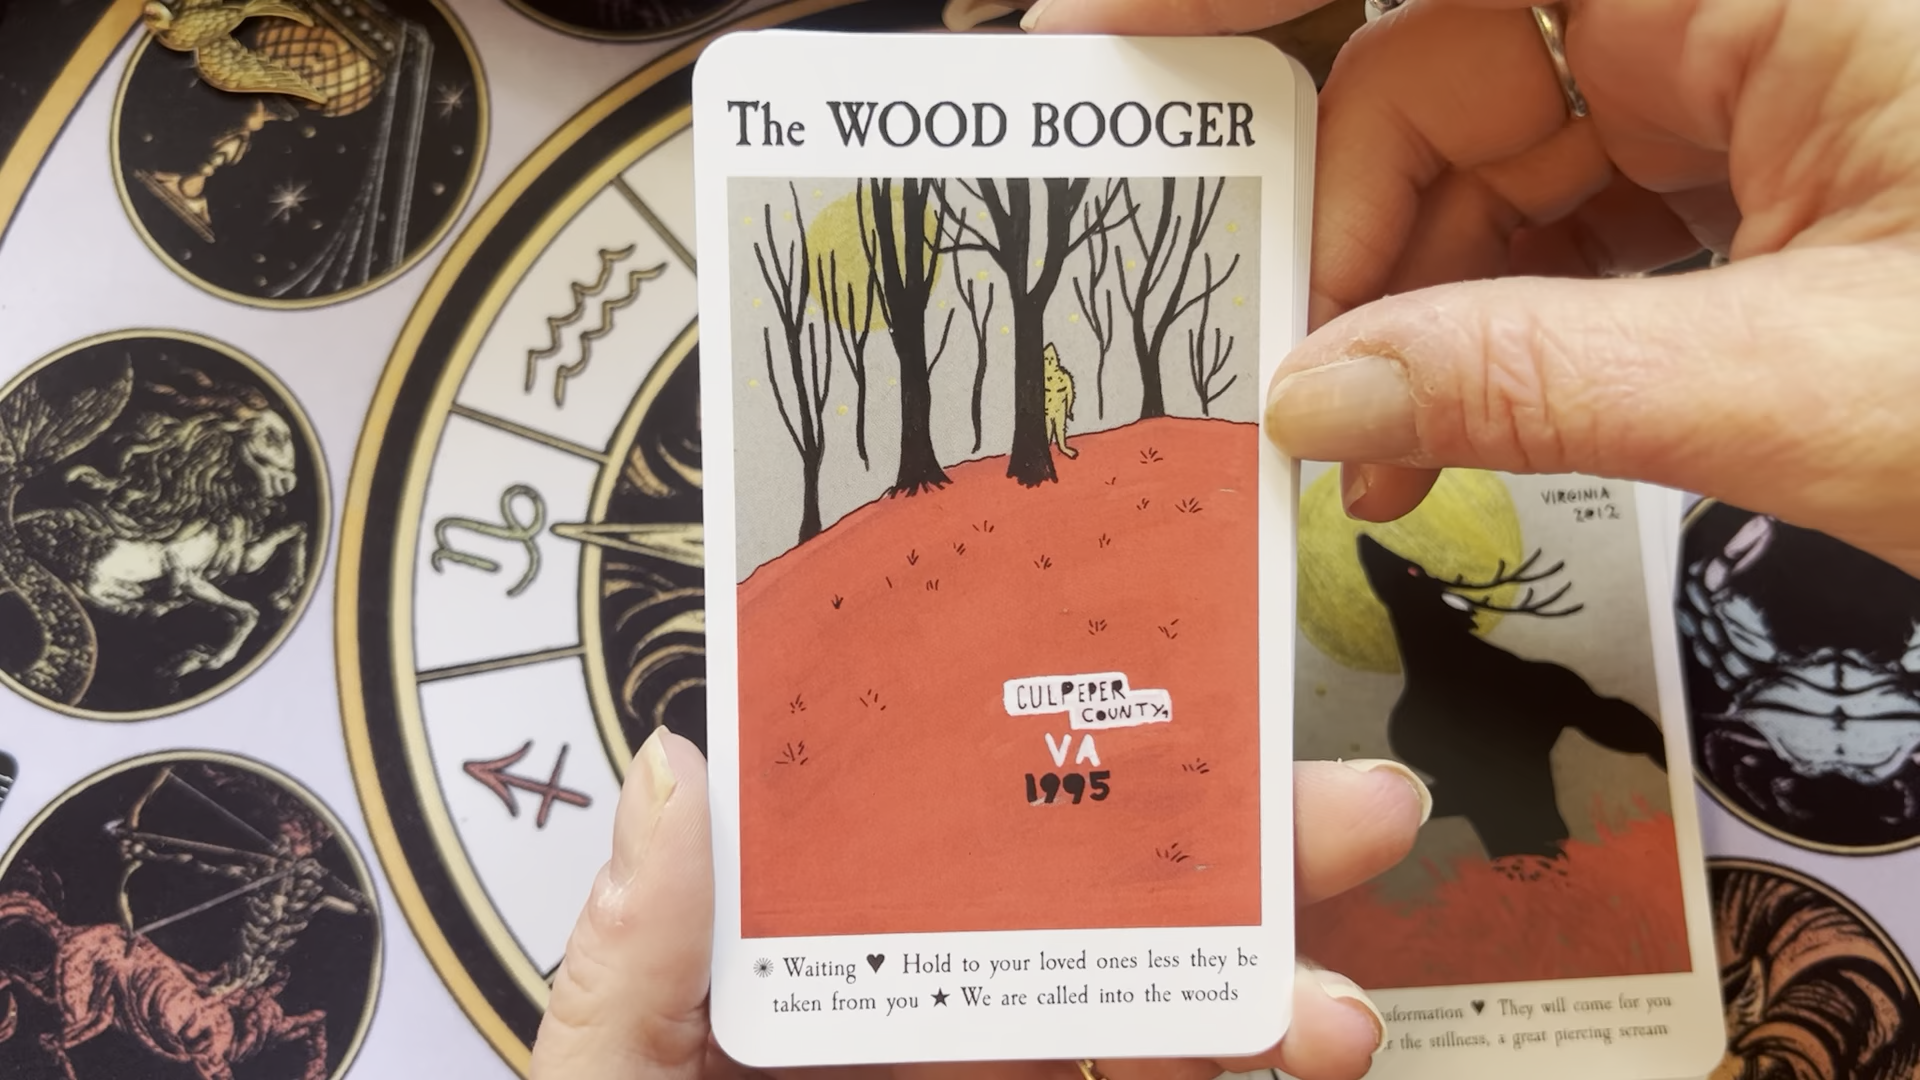 The WOOD BOOGER
CULPEPER
COUNTY,
VA
1995
Waiting ♥ Hold to your loved ones less they be
taken from you ★ We are called into the woods
VIRGINIA
2012
sformation ♥ They will come for you
the stillness, a great piercing scream